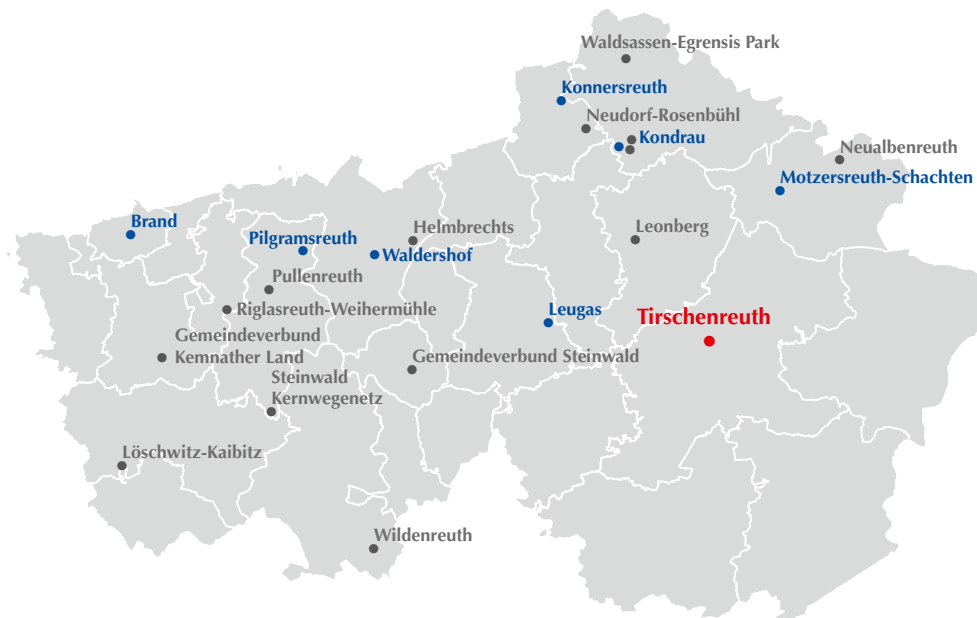 Waldsassen-Egrensis Park
Konnersreuth
Neudorf-Rosenbühl
Kondrau
Neualbenreuth
Motzersreuth-Schachten
Brand
Helmbrechts
Leonberg
Pilgramsreuth
Waldershof
Pullenreuth
Riglasreuth-Weihermühle
Leugas
Tirschenreuth
Gemeindeverbund
Kemnather Land
Gemeindeverbund Steinwald
Steinwald
Kernwegenetz
Löschwitz-Kaibitz
Wildenreuth